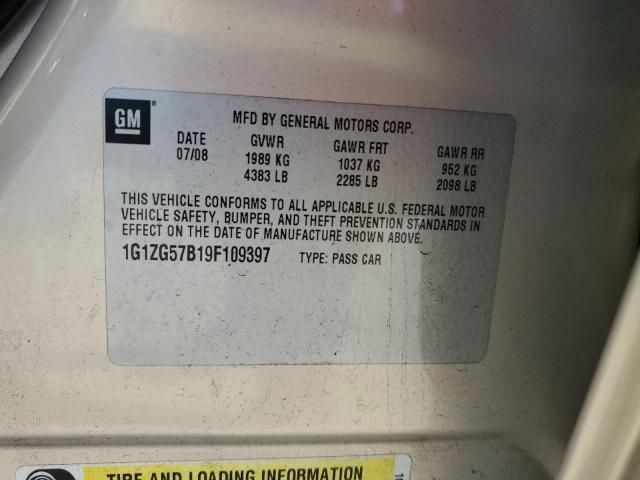 GM
MFD BY GENERAL MOTORS CORP.
DATE GVWR GAWR FRT GAWR RR
07/08 1989 KG 1037 KG 952 KG
4383 LB 2285 LB 2098 LB
THIS VEHICLE CONFORMS TO ALL APPLICABLE U.S. FEDERAL MOTOR
VEHICLE SAFETY, BUMPER, AND THEFT PREVENTION STANDARDS IN
EFFECT ON THE DATE OF MANUFACTURE SHOWN ABOVE.
1G1ZG57B19F109397 TYPE: PASS CAR
TIRE AND LOADING INFORMATION